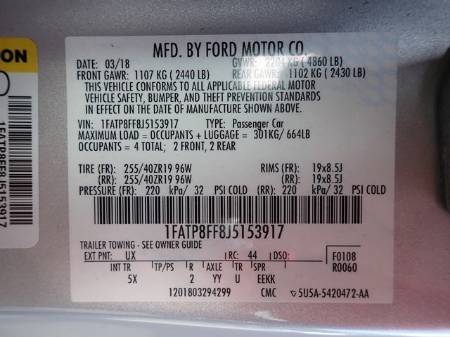 MFD. BY FORD MOTOR CO.
DATE: 03/18 GVWR: KG ( 4860 LB)
FRONT GAWR: 1107 KG ( 2440 LB) REAR GAWR: 1102 KG ( 2430 LB)
THIS VEHICLE CONFORMS TO ALL APPLICABLE FEDERAL MOTOR
VEHICLE SAFETY, BUMPER, AND THEFT PREVENTION STANDARDS
IN EFFECT ON THE DATE OF MANUFACTURE SHOWN ABOVE.
VIN: 1FATP8FF8J5153917 TYPE: Passenger Car
MAXIMUM LOAD = OCCUPANTS + LUGGAGE = 301KG/ 664LB
OCCUPANTS = 4 TOTAL; 2 FRONT, 2 REAR
TIRE (FR): 255/40ZR19 96W RIMS (FR): 19x8.5J
TIRE (RR): 255/40ZR19 96W RIMS (RR): 19x8.5J
PRESSURE (FR): 220 kPa/ 32 PSI COLD (RR): 220 kPa/ 32 PSI COLD
1FATP8FF8J5153917
TRAILER TOWING - SEE OWNER GUIDE
EXT PNT: UX RC: 44 DSO: F0108
INT TR TP/PS R AXLE TR SPR R0060
5X 2 YY U EEKK
1201803294299 CMC 5U5A-5420472-AA
1FATP8FF8J5153917